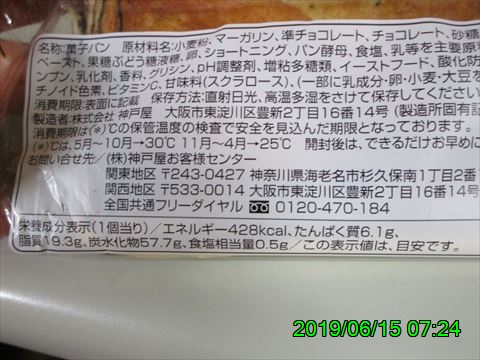 名称:菓子パン 原材料名:小麦粉、マーガリン、準チョコレート、チョコレート、砂糖
ペースト、果糖ぶどう糖液糖、卵、ショートニング、パン酵母、食塩、乳等を主要原
ンプン、乳化剤、香料、グリシン、pH調整剤、増粘多糖類、イーストフード、酸化防
チノイド色素、ビタミンC、甘味料(スクラロース)、(一部に乳成分・卵・小麦・大豆を
消費期限:表面に記載 保存方法:直射日光、高温多湿をさけて保存してください
製造者:株式会社 神戸屋 大阪市東淀川区豊新2丁目16番14号(製造所固有記
消費期限は(*)℃の保管温度の検査で安全を見込んだ期限となっております。
(*)℃は、5月〜10月→30℃ 11月〜4月→25℃ 開封後は、できるだけお早めに
お問い合せ先/(株)神戸屋お客様センター
関東地区 〒243-0427 神奈川県海老名市杉久保南1丁目2番
関西地区 〒533-0014 大阪市東淀川区豊新2丁目16番14号
全国共通フリーダイヤル 0120-470-184
栄養成分表示(1個当り)/エネルギー428kcal、たんぱく質6.1g、
脂質19.3g、炭水化物57.7g、食塩相当量0.5g/この表示値は、目安です。
2019/06/15 07:24